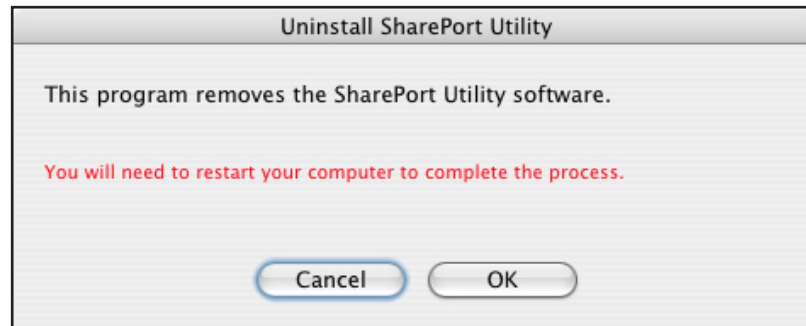 Uninstall SharePort Utility
This program removes the SharePort Utility software.
You will need to restart your computer to complete the process.
Cancel OK